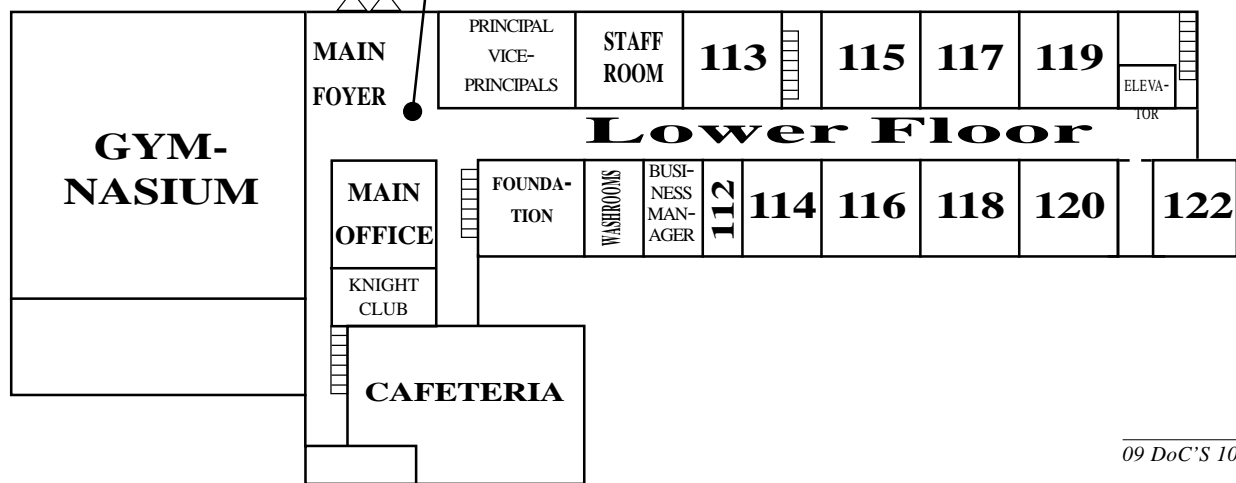 PRINCIPAL
VICE-
PRINCIPALS
MAIN
FOYER
STAFF
ROOM
113
115
117
119
ELEVA-
TOR
GYM-
NASIUM
Lower Floor
MAIN
OFFICE
FOUNDA-
TION
WASHROOMS
BUSI-
NESS
MAN-
AGER
112
114
116
118
120
122
KNIGHT
CLUB
CAFETERIA
09 DoC'S 10